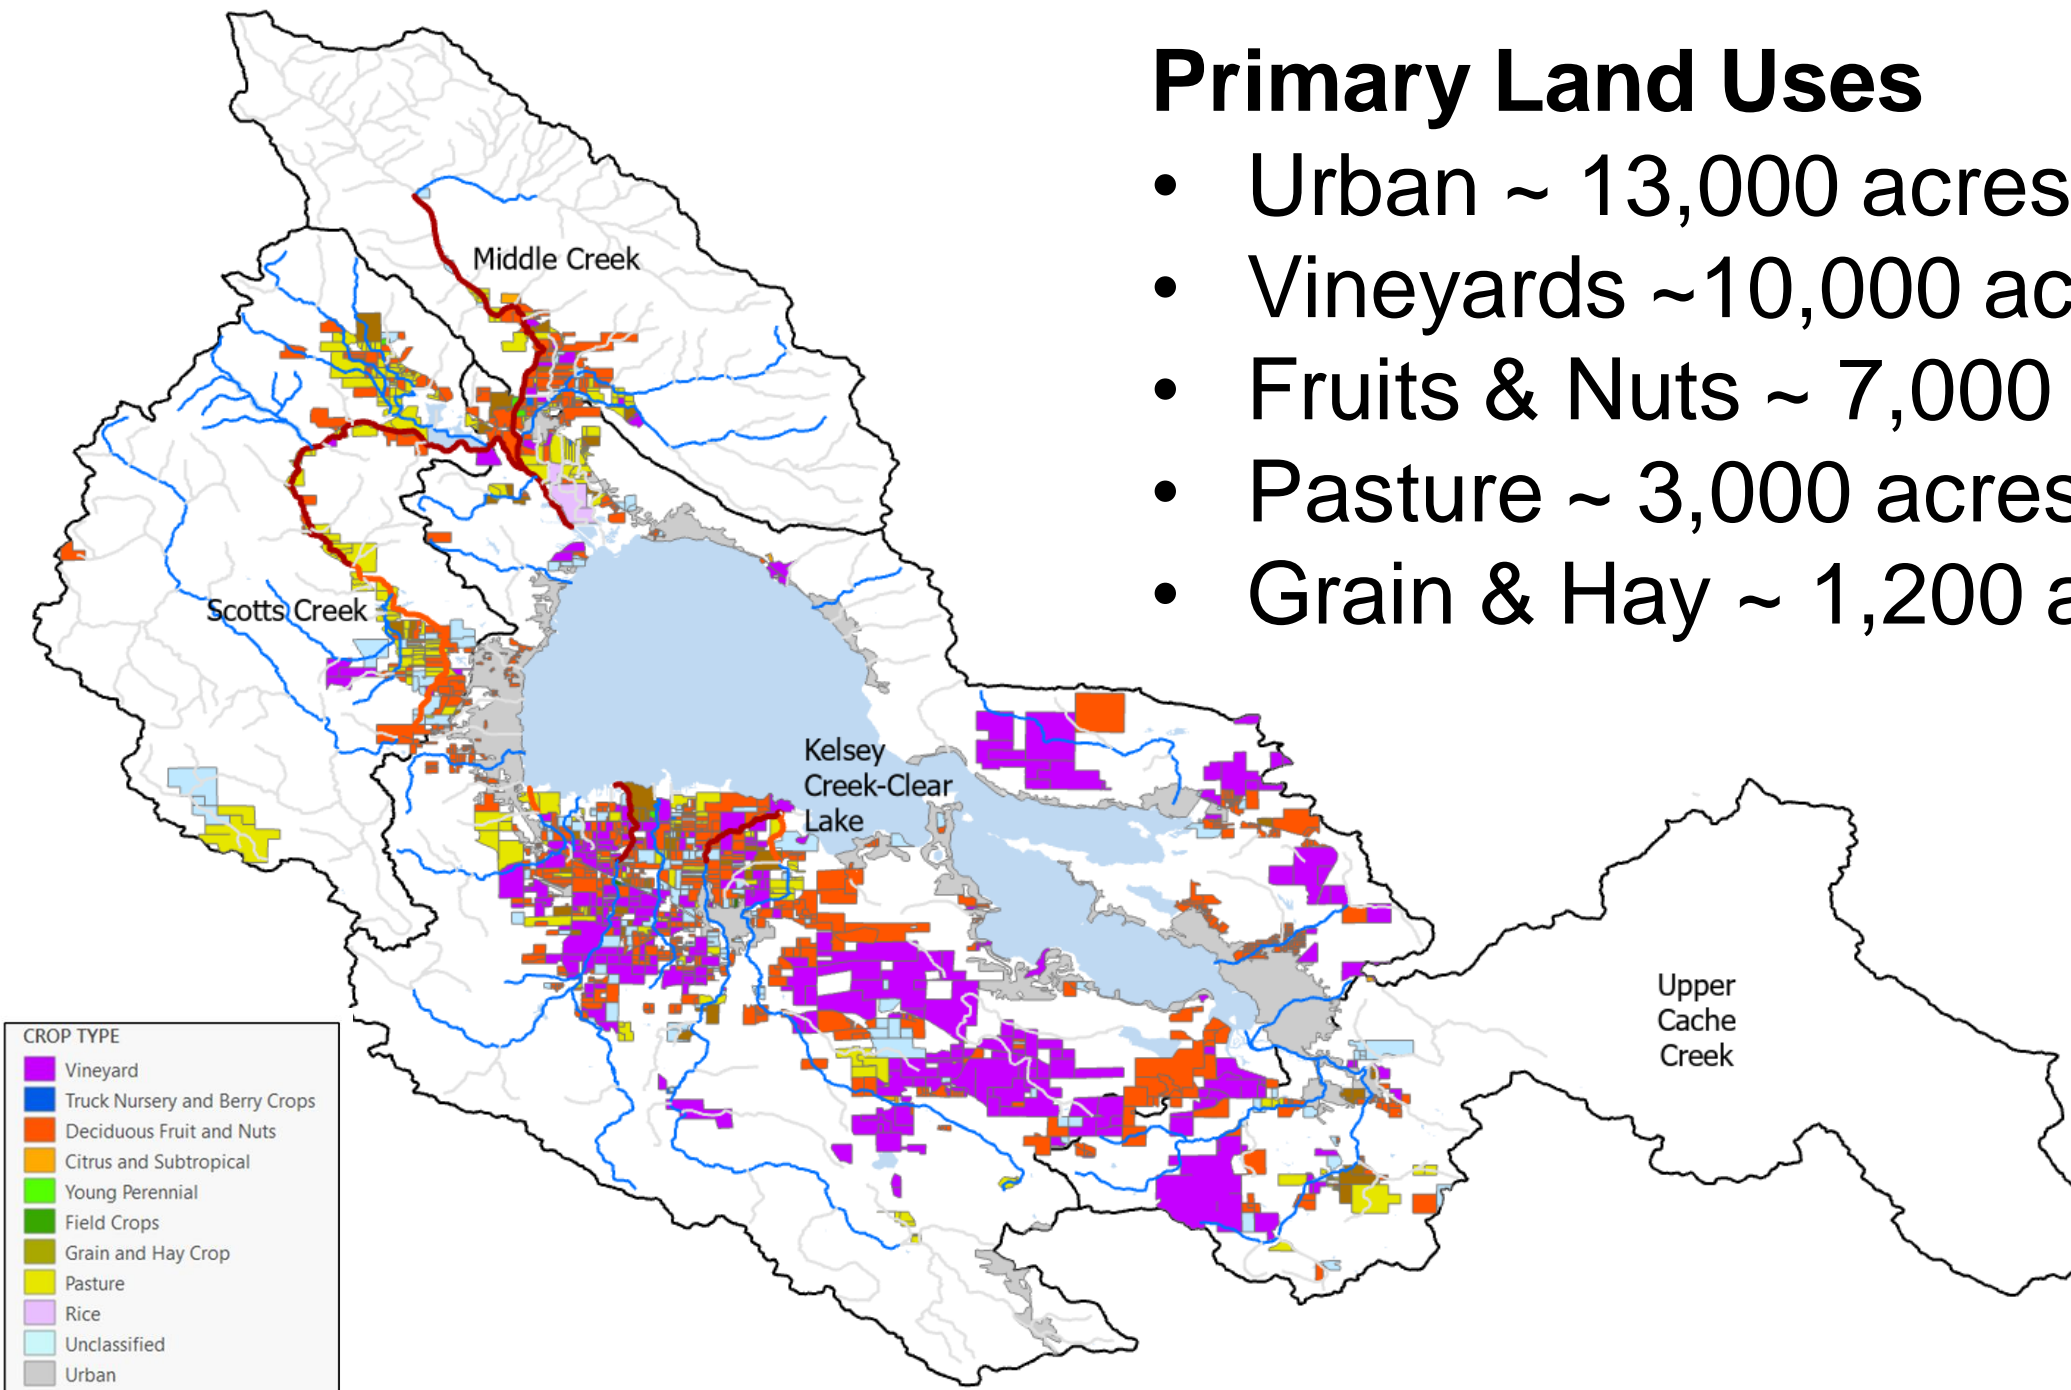 Primary Land Uses
• Urban ~ 13,000 acres
• Vineyards ~10,000 ac
• Fruits & Nuts ~ 7,000
• Pasture ~ 3,000 acres
• Grain & Hay ~ 1,200 a
Middle Creek
Scotts Creek
Kelsey
Creek-Clear
Lake
Upper
Cache
Creek
CROP TYPE
Vineyard
Truck Nursery and Berry Crops
Deciduous Fruit and Nuts
Citrus and Subtropical
Young Perennial
Field Crops
Grain and Hay Crop
Pasture
Rice
Unclassified
Urban